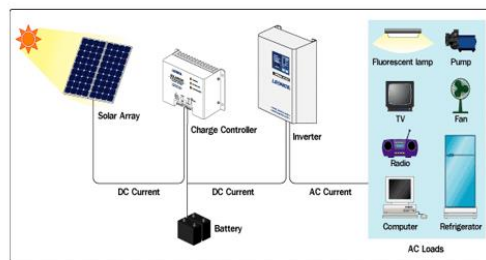 Fluorescent lamp
Pump
Solar Array
Charge Controller
Inverter
TV
Fan
Radio
DC Current
DC Current
AC Current
Battery
Computer
Refrigerator
AC Loads